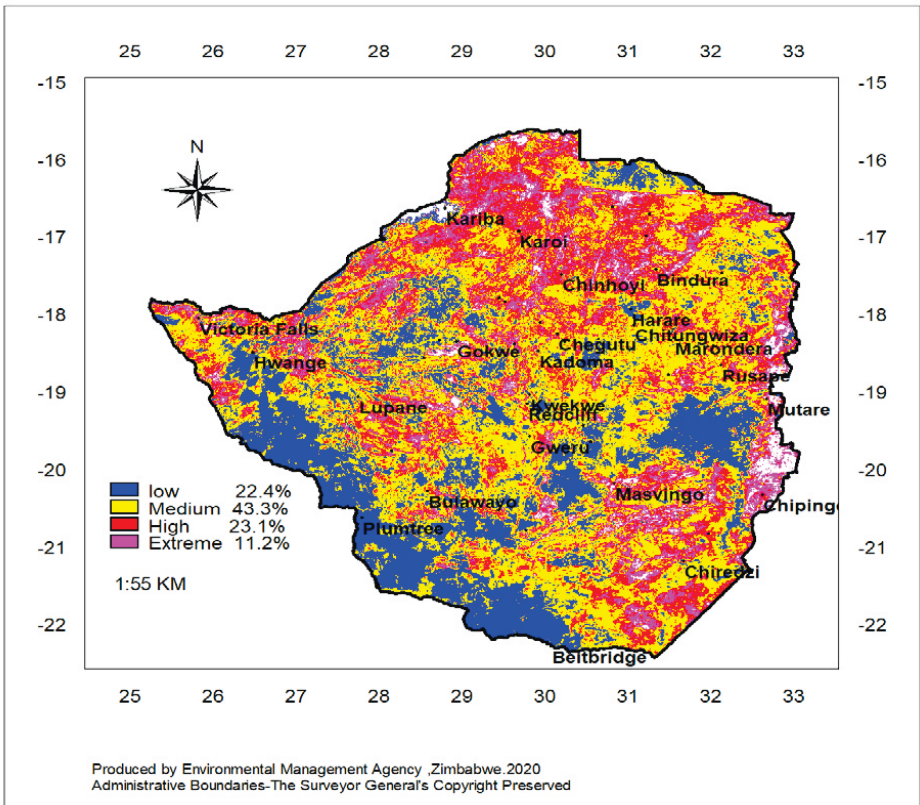 25 26 27 28 29 30 31 32 33
-15 -15
N
-16 -16
Kariba
-17 -17
Karoi
Chinhoyi Bindura
-18 -18
Harare
Victoria Falls Chitungwiza
Gokwe Chegutu Marondera
Hwange Kadoma
Rusape
-19 -19
Lupane Kwekwe Mutare
Redcliff
Gweru
-20 -20
low 22.4%
Medium 43.3% Bulawayo Masvingo
High 23.1% Chipinge
Extreme 11.2% Plumtree
-21 -21
Chiredzi
1:55 KM
-22 -22
Beitbridge
25 26 27 28 29 30 31 32 33
Produced by Environmental Management Agency ,Zimbabwe.2020
Administrative Boundaries-The Surveyor General's Copyright Preserved